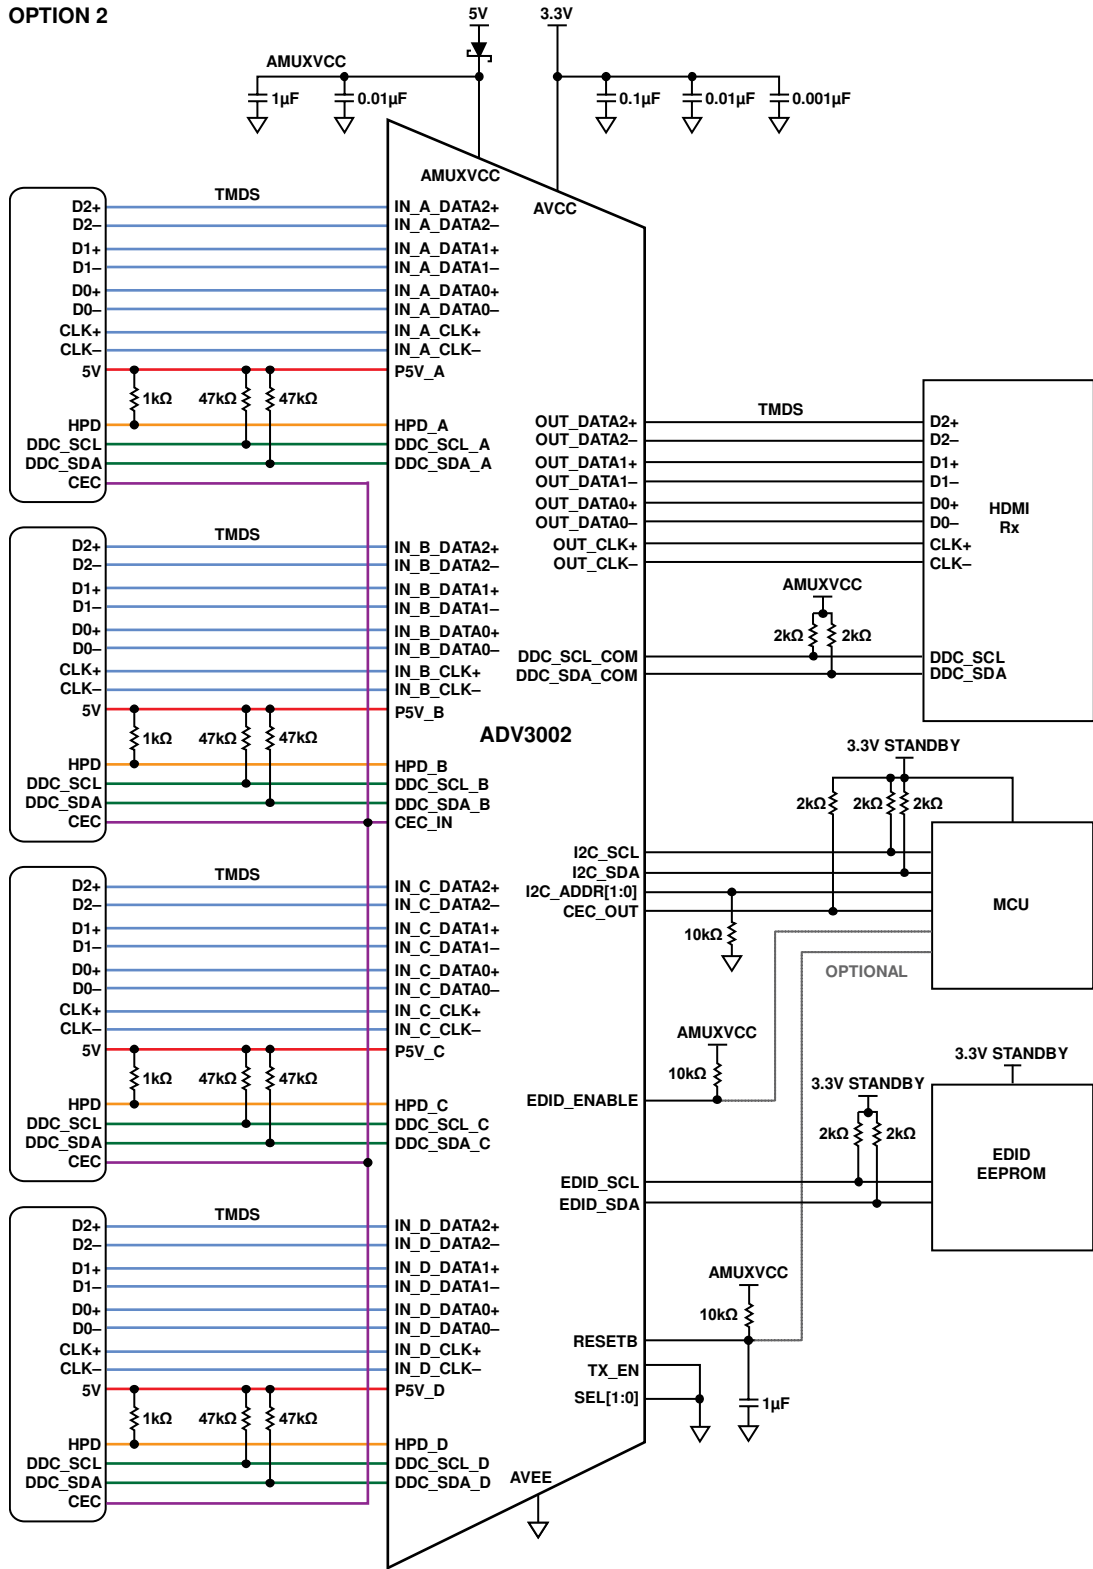 OPTION 2
5V 3.3V
AMUXVCC
1µF 0.01µF 0.1µF 0.01µF 0.001µF
AMUXVCC
AVCC
TMDS
D2+ IN_A_DATA2+
D2– IN_A_DATA2–
D1+ IN_A_DATA1+
D1– IN_A_DATA1–
D0+ IN_A_DATA0+
D0– IN_A_DATA0–
CLK+ IN_A_CLK+
CLK– IN_A_CLK–
5V P5V_A
1kΩ 47kΩ 47kΩ
HPD HPD_A
DDC_SCL DDC_SCL_A
DDC_SDA DDC_SDA_A
CEC
TMDS
OUT_DATA2+ D2+
OUT_DATA2– D2–
OUT_DATA1+ D1+
OUT_DATA1– D1–
OUT_DATA0+ D0+
OUT_DATA0– D0–
OUT_CLK+ CLK+
OUT_CLK– CLK–
HDMI
Rx
AMUXVCC
2kΩ 2kΩ
DDC_SCL_COM DDC_SCL
DDC_SDA_COM DDC_SDA
TMDS
D2+ IN_B_DATA2+
D2– IN_B_DATA2–
D1+ IN_B_DATA1+
D1– IN_B_DATA1–
D0+ IN_B_DATA0+
D0– IN_B_DATA0–
CLK+ IN_B_CLK+
CLK– IN_B_CLK–
5V P5V_B
1kΩ 47kΩ 47kΩ
HPD HPD_B
DDC_SCL DDC_SCL_B
DDC_SDA DDC_SDA_B
CEC CEC_IN
ADV3002
3.3V STANDBY
2kΩ 2kΩ 2kΩ
I2C_SCL
I2C_SDA
I2C_ADDR[1:0]
CEC_OUT
MCU
10kΩ
OPTIONAL
TMDS
D2+ IN_C_DATA2+
D2– IN_C_DATA2–
D1+ IN_C_DATA1+
D1– IN_C_DATA1–
D0+ IN_C_DATA0+
D0– IN_C_DATA0–
CLK+ IN_C_CLK+
CLK– IN_C_CLK–
5V P5V_C
1kΩ 47kΩ 47kΩ
HPD HPD_C
DDC_SCL DDC_SCL_C
DDC_SDA DDC_SDA_C
CEC
AMUXVCC
10kΩ
EDID_ENABLE
3.3V STANDBY
3.3V STANDBY
2kΩ 2kΩ
EDID
EEPROM
EDID_SCL
EDID_SDA
TMDS
D2+ IN_D_DATA2+
D2– IN_D_DATA2–
D1+ IN_D_DATA1+
D1– IN_D_DATA1–
D0+ IN_D_DATA0+
D0– IN_D_DATA0–
CLK+ IN_D_CLK+
CLK– IN_D_CLK–
5V P5V_D
1kΩ 47kΩ 47kΩ
HPD HPD_D
DDC_SCL DDC_SCL_D
DDC_SDA DDC_SDA_D
CEC
AMUXVCC
10kΩ
RESETB
TX_EN
SEL[1:0]
1µF
AVEE